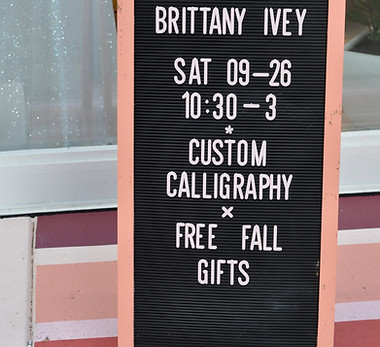 BRITTANY IVEY
SAT 09-26
10:30-3
*
CUSTOM
CALLIGRAPHY
×
FREE FALL
GIFTS